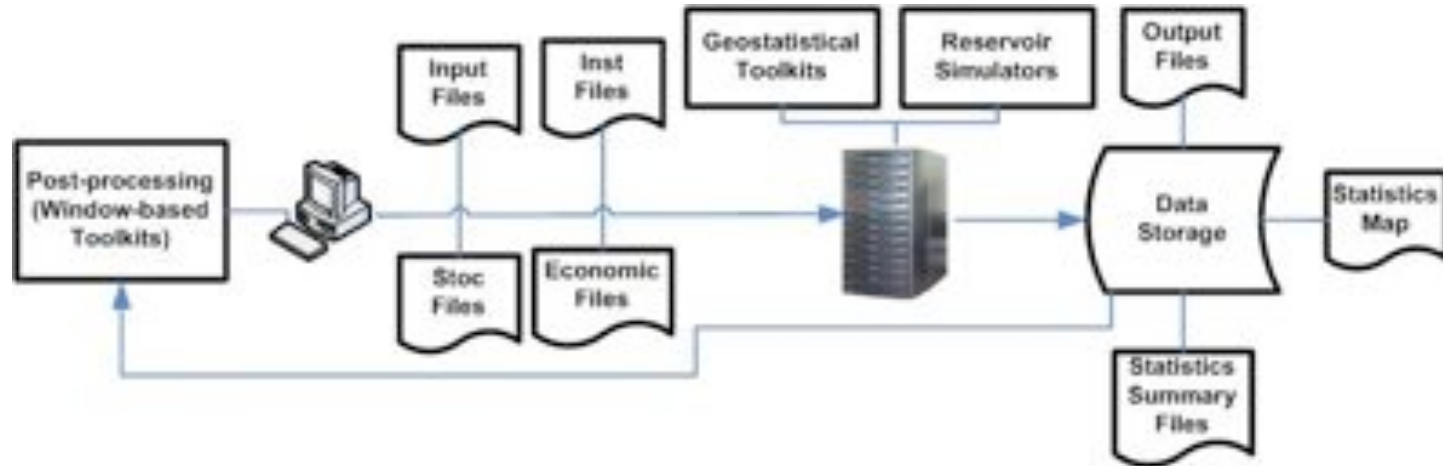 Post-processing
(Window-based
Toolkits)
Input
Files
Inst
Files
Stoc
Files
Economic
Files
Geostatistical
Toolkits
Reservoir
Simulators
Output
Files
Data
Storage
Statistics
Map
Statistics
Summary
Files